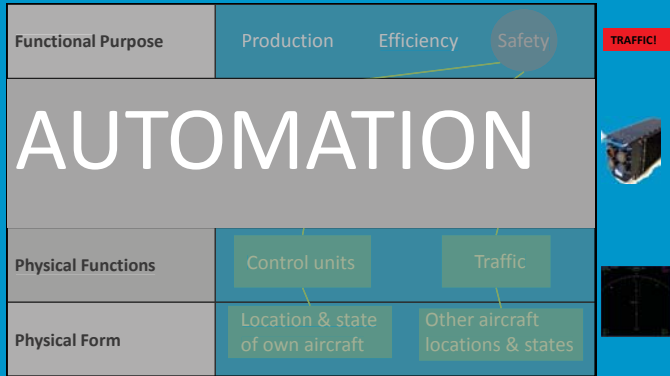 Functional Purpose
Production
Efficiency
Safety
TRAFFIC!
AUTOMATION
Physical Functions
Control units
Traffic
Physical Form
Location & state
of own aircraft
Other aircraft
locations & states